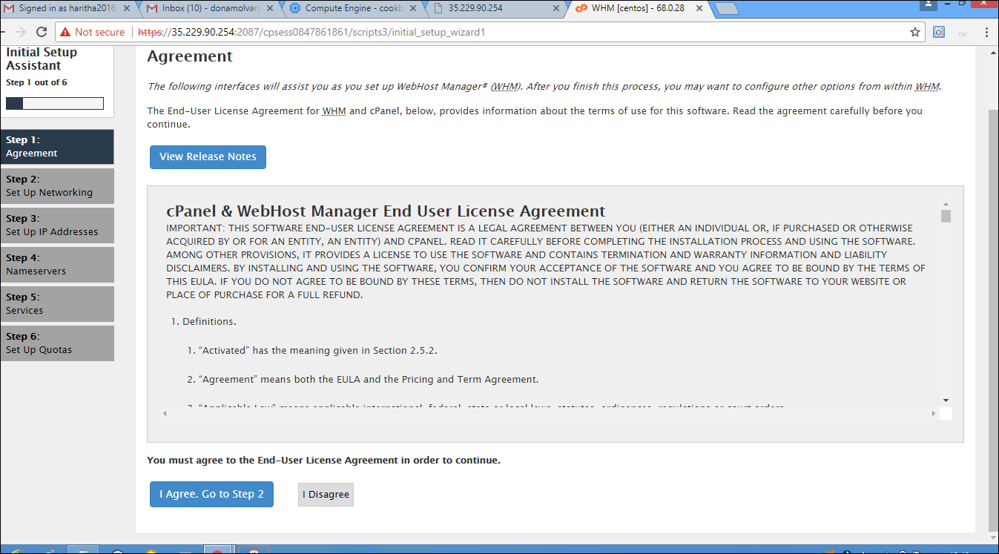 Signed in as haritha2016
Inbox (10) - donamolvarg
Compute Engine - cookb
35.229.90.254
WHM [centos] - 68.0.28
Not secure
https://35.229.90.254:2087/cpsess0847861861/scripts3/initial_setup_wizard1
Initial Setup
Assistant
Step 1 out of 6
Step 1:
Agreement
Step 2:
Set Up Networking
Step 3:
Set Up IP Addresses
Step 4:
Nameservers
Step 5:
Services
Step 6:
Set Up Quotas
Agreement
The following interfaces will assist you as you set up WebHost Manager® (WHM). After you finish this process, you may want to configure other options from within WHM.
The End-User License Agreement for WHM and cPanel, below, provides information about the terms of use for this software. Read the agreement carefully before you
continue.
View Release Notes
cPanel & WebHost Manager End User License Agreement
IMPORTANT: THIS SOFTWARE END-USER LICENSE AGREEMENT IS A LEGAL AGREEMENT BETWEEN YOU (EITHER AN INDIVIDUAL OR, IF PURCHASED OR OTHERWISE
ACQUIRED BY OR FOR AN ENTITY, AN ENTITY) AND CPANEL. READ IT CAREFULLY BEFORE COMPLETING THE INSTALLATION PROCESS AND USING THE SOFTWARE.
AMONG OTHER PROVISIONS, IT PROVIDES A LICENSE TO USE THE SOFTWARE AND CONTAINS TERMINATION AND WARRANTY INFORMATION AND LIABILITY
DISCLAIMERS. BY INSTALLING AND USING THE SOFTWARE, YOU CONFIRM YOUR ACCEPTANCE OF THE SOFTWARE AND YOU AGREE TO BE BOUND BY THE TERMS OF
THIS EULA. IF YOU DO NOT AGREE TO BE BOUND BY THESE TERMS, THEN DO NOT INSTALL THE SOFTWARE AND RETURN THE SOFTWARE TO YOUR WEBSITE OR
PLACE OF PURCHASE FOR A FULL REFUND.
1. Definitions.
1. “Activated” has the meaning given in Section 2.5.2.
2. “Agreement” means both the EULA and the Pricing and Term Agreement.
3. “Applicable Law” means applicable international, federal, state or local laws, statutes, ordinances, regulations or court orders.
You must agree to the End-User License Agreement in order to continue.
I Agree. Go to Step 2
I Disagree